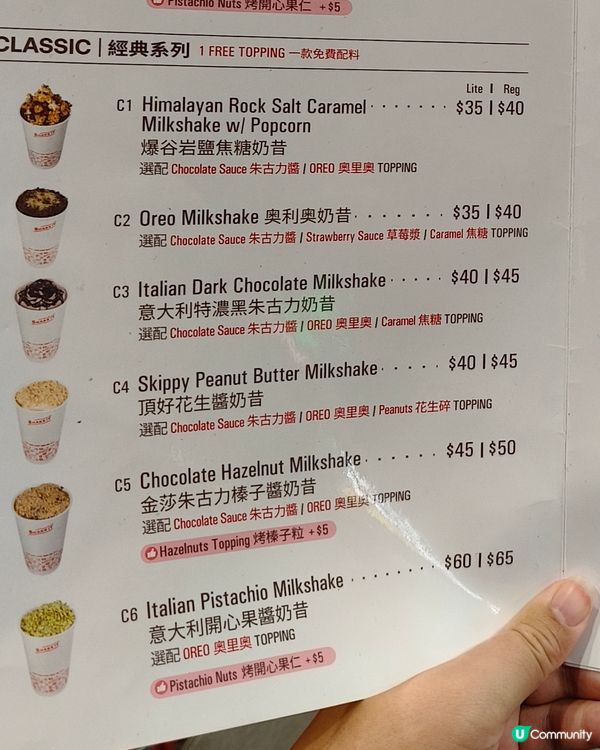 Pistachio Nuts 烤開心果仁 +$5
CLASSIC | 經典系列 1 FREE TOPPING 一款免費配料
Lite | Reg
C1 Himalayan Rock Salt Caramel $35 | $40
Milkshake w/ Popcorn
爆谷岩鹽焦糖奶昔
選配 Chocolate Sauce 朱古力醬 / OREO 奧里奧 TOPPING
C2 Oreo Milkshake 奧利奧奶昔 $35 | $40
選配 Chocolate Sauce 朱古力醬 / Strawberry Sauce 草莓漿 / Caramel 焦糖 TOPPING
C3 Italian Dark Chocolate Milkshake $40 | $45
意大利特濃黑朱古力奶昔
選配 Chocolate Sauce 朱古力醬 / OREO 奧里奧 / Caramel 焦糖 TOPPING
C4 Skippy Peanut Butter Milkshake $40 | $45
頂好花生醬奶昔
選配 Chocolate Sauce 朱古力醬 / OREO 奧里奧 / Peanuts 花生碎 TOPPING
C5 Chocolate Hazelnut Milkshake $45 | $50
金莎朱古力榛子醬奶昔
選配 Chocolate Sauce 朱古力醬 / OREO 奧里奧 TOPPING
Hazelnuts Topping 烤榛子粒 +$5
C6 Italian Pistachio Milkshake $60 | $65
意大利開心果醬奶昔
選配 OREO 奧里奧 TOPPING
Pistachio Nuts 烤開心果仁 +$5
U Community